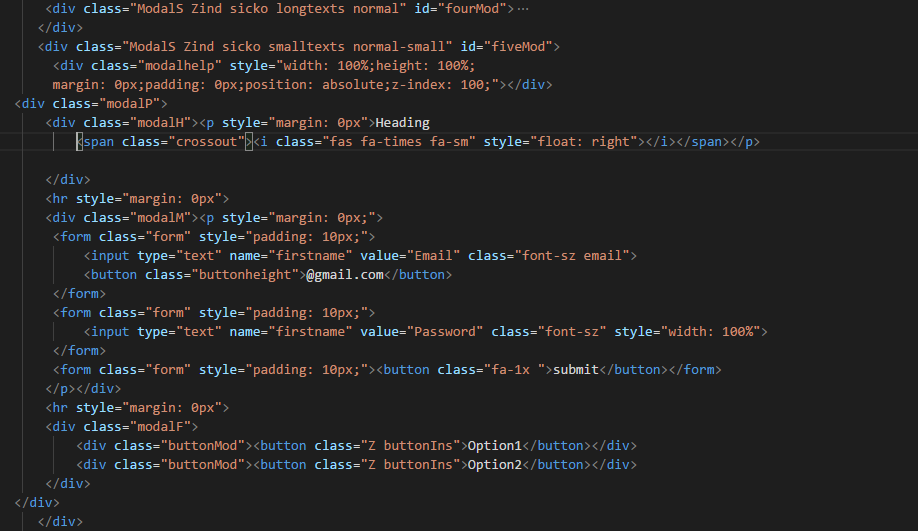 <div class="ModalS Zind sicko longtexts normal" id="fourMod">…
</div>
<div class="ModalS Zind sicko smalltexts normal-small" id="fiveMod">
<div class="modalhelp" style="width: 100%;height: 100%;
margin: 0px;padding: 0px;position: absolute;z-index: 100;"></div>
<div class="modalP">
<div class="modalH"><p style="margin: 0px">Heading
<span class="crossout"><i class="fas fa-times fa-sm" style="float: right"></i></span></p>
</div>
<hr style="margin: 0px">
<div class="modalM"><p style="margin: 0px;">
<form class="form" style="padding: 10px;">
<input type="text" name="firstname" value="Email" class="font-sz email">
<button class="buttonheight">@gmail.com</button>
</form>
<form class="form" style="padding: 10px;">
<input type="text" name="firstname" value="Password" class="font-sz" style="width: 100%">
</form>
<form class="form" style="padding: 10px;"><button class="fa-1x ">submit</button></form>
</p></div>
<hr style="margin: 0px">
<div class="modalF">
<div class="buttonMod"><button class="Z buttonIns">Option1</button></div>
<div class="buttonMod"><button class="Z buttonIns">Option2</button></div>
</div>
</div>
</div>